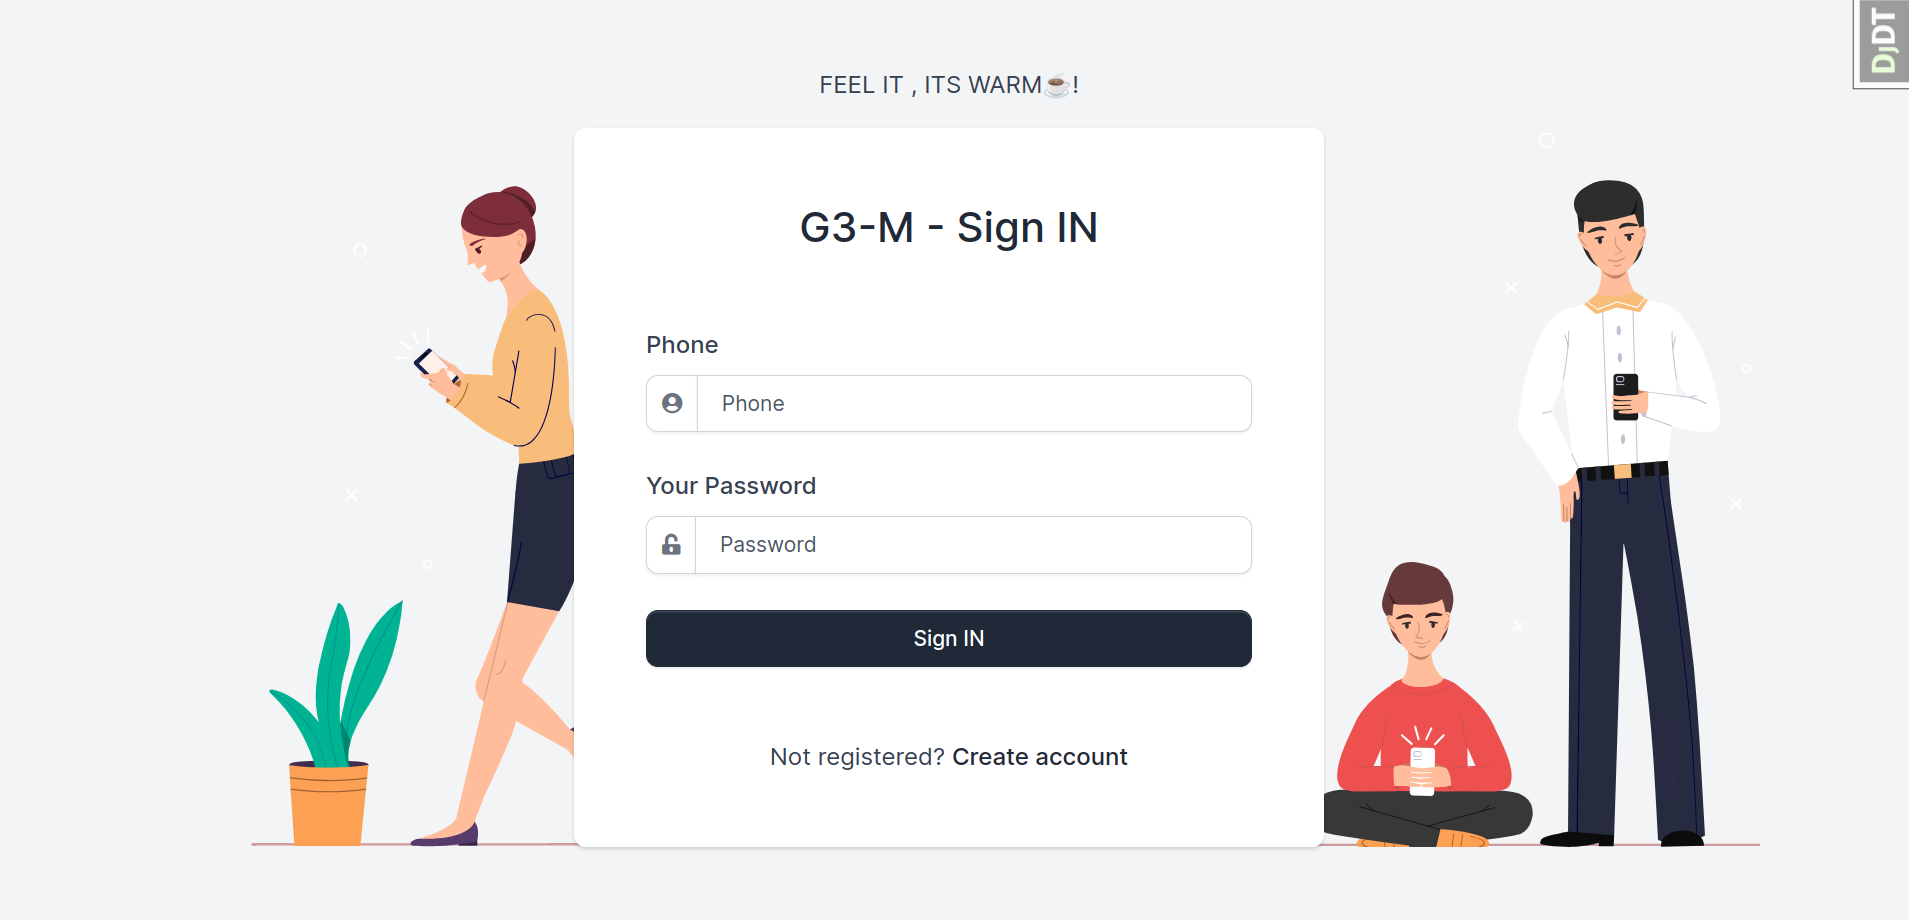 FEEL IT , ITS WARM☕!
DjDT
G3-M - Sign IN
Phone
Phone
Your Password
Password
Sign IN
Not registered? Create account